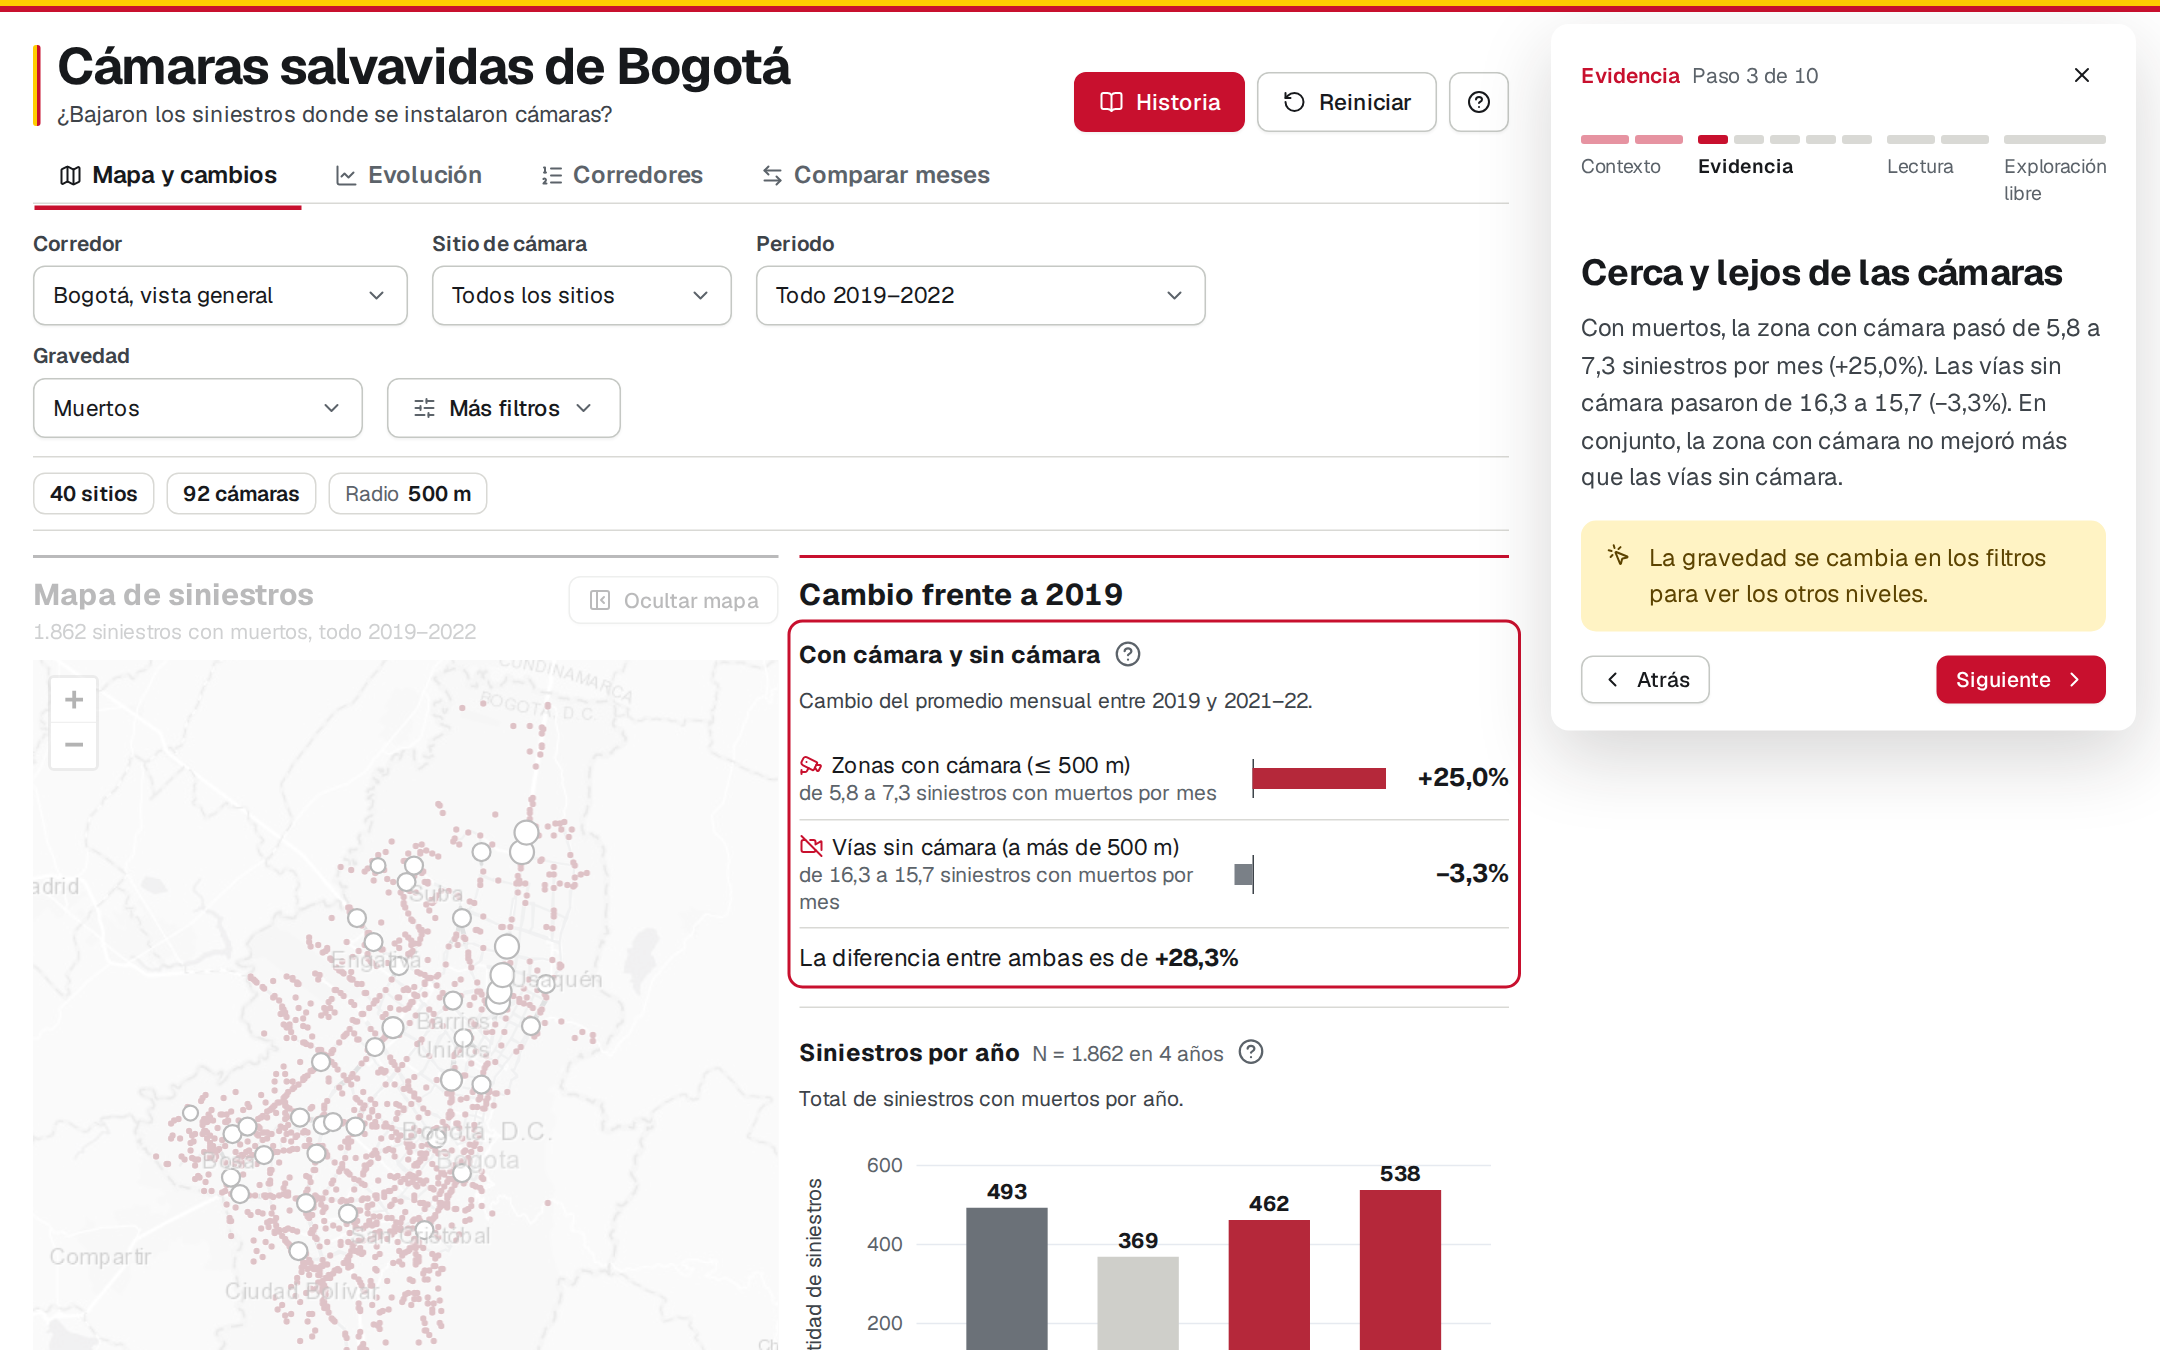 Cámaras salvavidas de Bogotá
¿Bajaron los siniestros donde se instalaron cámaras?
Historia
Reiniciar
Mapa y cambios
Evolución
Corredores
Comparar meses
Corredor
Sitio de cámara
Periodo
Bogotá, vista general
Todos los sitios
Todo 2019–2022
Gravedad
Muertos
Más filtros
40 sitios
92 cámaras
Radio 500 m
Mapa de siniestros
Ocultar mapa
1.862 siniestros con muertos, todo 2019–2022
+
−
CUNDINAMARCA
BOGOTÁ, D.C.
adrid
Suba
Engativá
Usaquén
Barrios
Unidos
Bogotá, D.C.
Bogota
Bosa
San Cristobal
Compartir
Ciudad Bolívar
Ch
Cambio frente a 2019
Con cámara y sin cámara
Cambio del promedio mensual entre 2019 y 2021–22.
Zonas con cámara (≤ 500 m)
de 5,8 a 7,3 siniestros con muertos por mes
+25,0%
Vías sin cámara (a más de 500 m)
de 16,3 a 15,7 siniestros con muertos por
mes
−3,3%
La diferencia entre ambas es de +28,3%
Siniestros por año N = 1.862 en 4 años
Total de siniestros con muertos por año.
600
400
200
tidad de siniestros
493
369
462
538
Evidencia Paso 3 de 10
Contexto
Evidencia
Lectura
Exploración
libre
Cerca y lejos de las cámaras
Con muertos, la zona con cámara pasó de 5,8 a
7,3 siniestros por mes (+25,0%). Las vías sin
cámara pasaron de 16,3 a 15,7 (−3,3%). En
conjunto, la zona con cámara no mejoró más
que las vías sin cámara.
La gravedad se cambia en los filtros
para ver los otros niveles.
Atrás
Siguiente